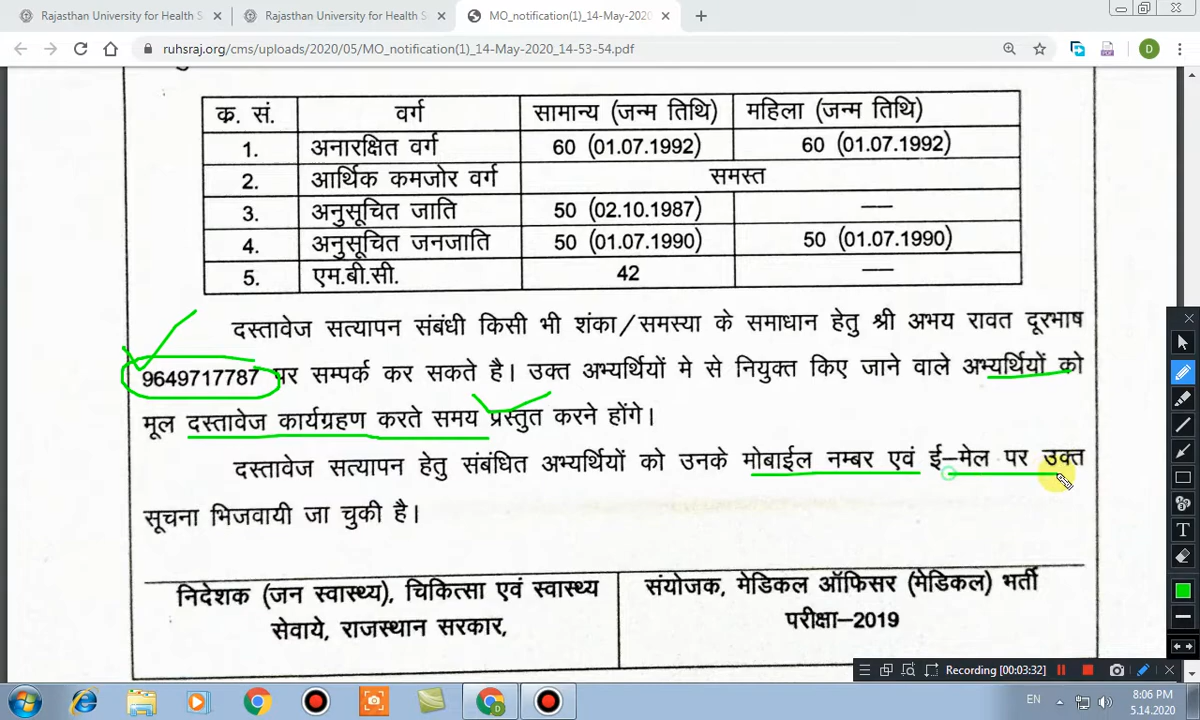 Rajasthan University for Health S
Rajasthan University for Health S
MO_notification(1)_14-May-2020_
ruhsraj.org/cms/uploads/2020/05/MO_notification(1)_14-May-2020_14-53-54.pdf
D
क्र. सं. वर्ग सामान्य (जन्म तिथि) महिला (जन्म तिथि)
1. अनारक्षित वर्ग 60 (01.07.1992) 60 (01.07.1992)
2. आर्थिक कमजोर वर्ग समस्त
3. अनुसूचित जाति 50 (02.10.1987) ——
4. अनुसूचित जनजाति 50 (01.07.1990) 50 (01.07.1990)
5. एम.बी.सी. 42 ——
दस्तावेज सत्यापन संबंधी किसी भी शंका/समस्या के समाधान हेतु श्री अभय रावत दूरभाष
9649717787 पर सम्पर्क कर सकते है। उक्त अभ्यर्थियों मे से नियुक्त किए जाने वाले अभ्यर्थियों को
मूल दस्तावेज कार्यग्रहण करते समय प्रस्तुत करने होंगे।
दस्तावेज सत्यापन हेतु संबंधित अभ्यर्थियों को उनके मोबाईल नम्बर एवं ई–मेल पर उक्त
सूचना भिजवायी जा चुकी है।
निदेशक (जन स्वास्थ्य), चिकित्सा एवं स्वास्थ्य
सेवाये, राजस्थान सरकार,
संयोजक, मेडिकल ऑफिसर (मेडिकल) भर्ती
परीक्षा–2019
T
Recording [00:03:32]
D
EN
8:06 PM
5.14.2020